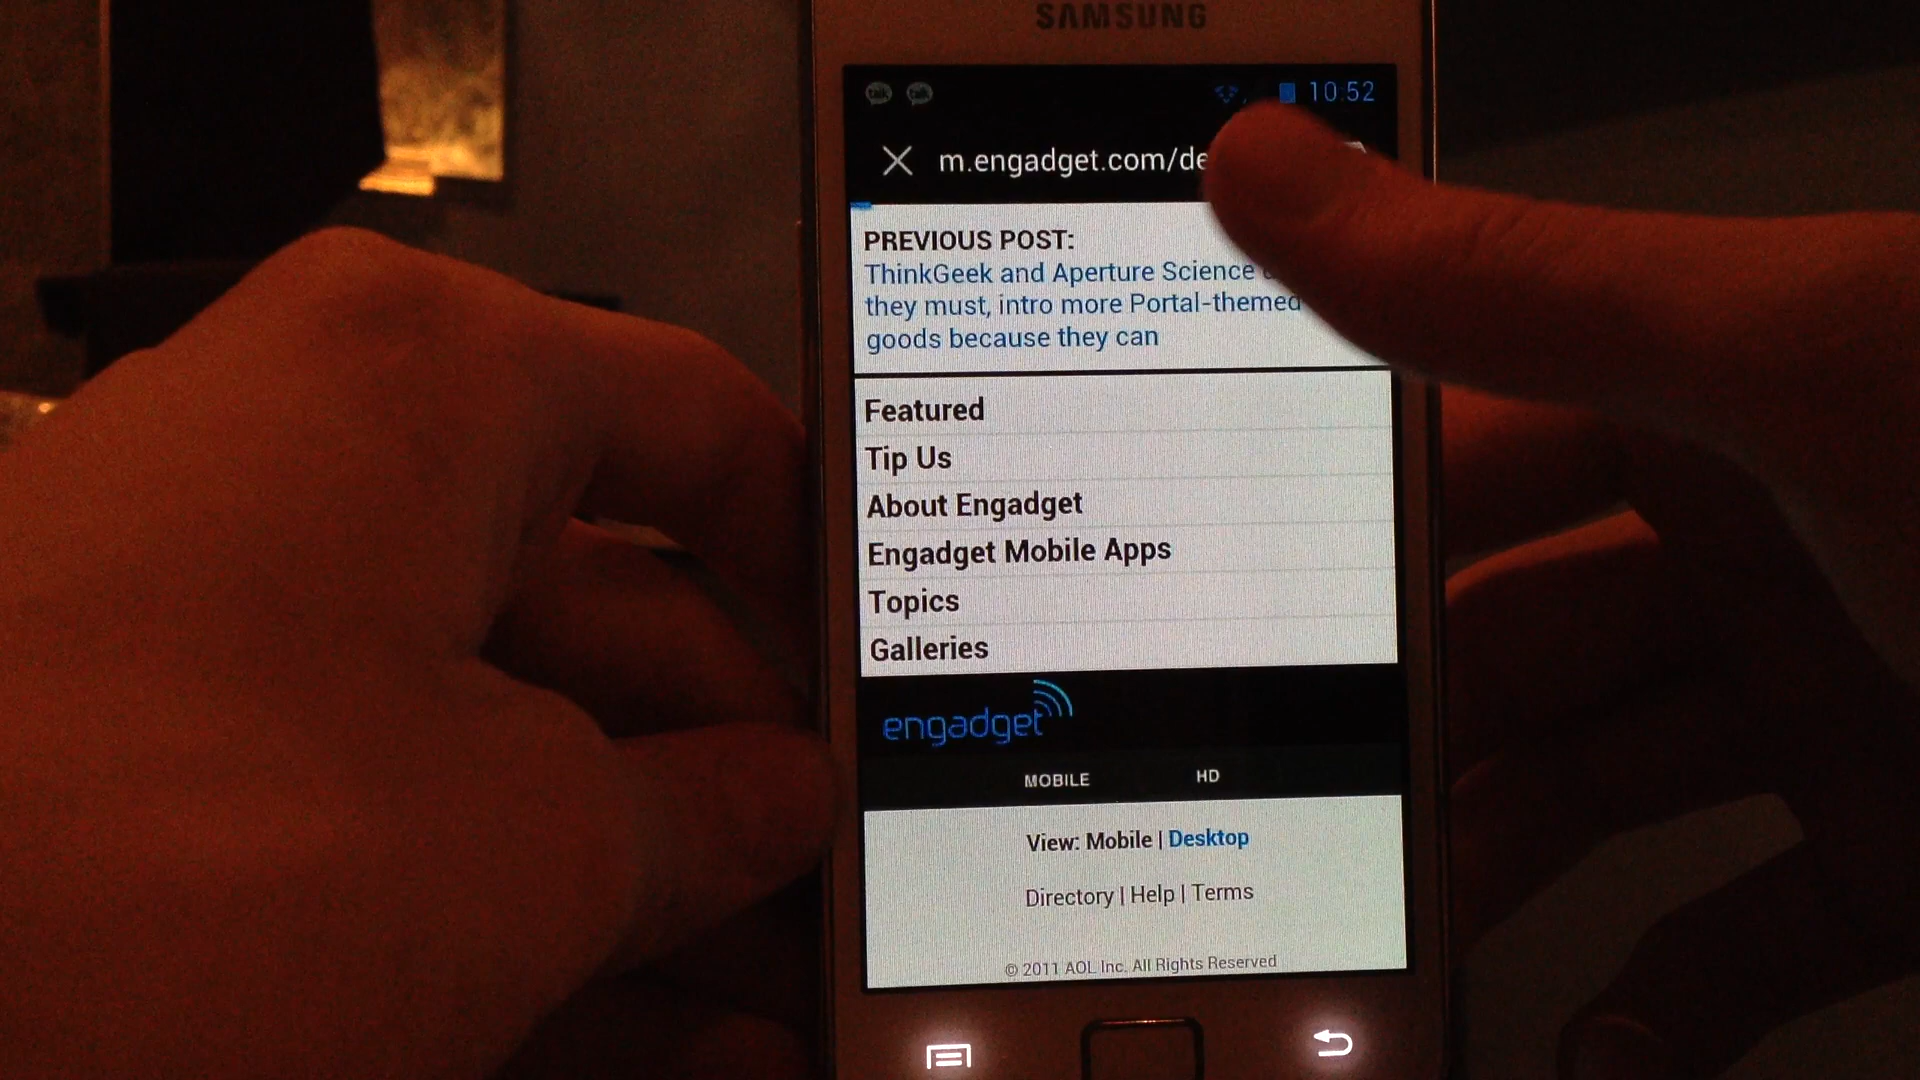 SAMSUNG
talk talk 10:52
m.engadget.com/de
PREVIOUS POST:
ThinkGeek and Aperture Science
they must, intro more Portal-themed
goods because they can
Featured
Tip Us
About Engadget
Engadget Mobile Apps
Topics
Galleries
engadget
MOBILE HD
View: Mobile | Desktop
Directory | Help | Terms
© 2011 AOL Inc. All Rights Reserved